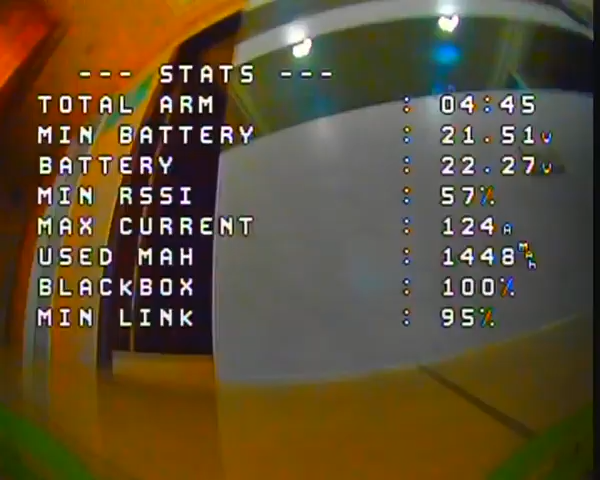 --- STATS ---
TOTAL ARM : 04:45
MIN BATTERY : 21.51V
BATTERY : 22.27V
MIN RSSI : 57%
MAX CURRENT : 124A
USED MAH : 1448MAH
BLACKBOX : 100%
MIN LINK : 95%